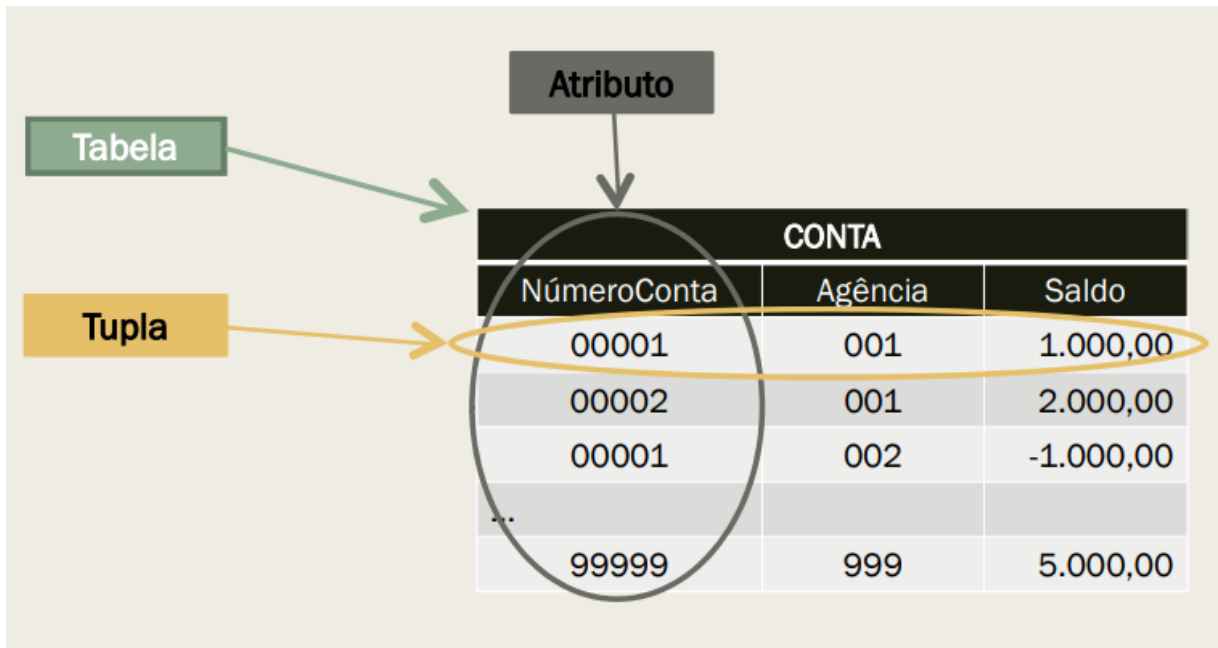 Atributo
Tabela
CONTA
NúmeroConta Agência Saldo
Tupla
00001 001 1.000,00
00002 001 2.000,00
00001 002 -1.000,00
...
99999 999 5.000,00